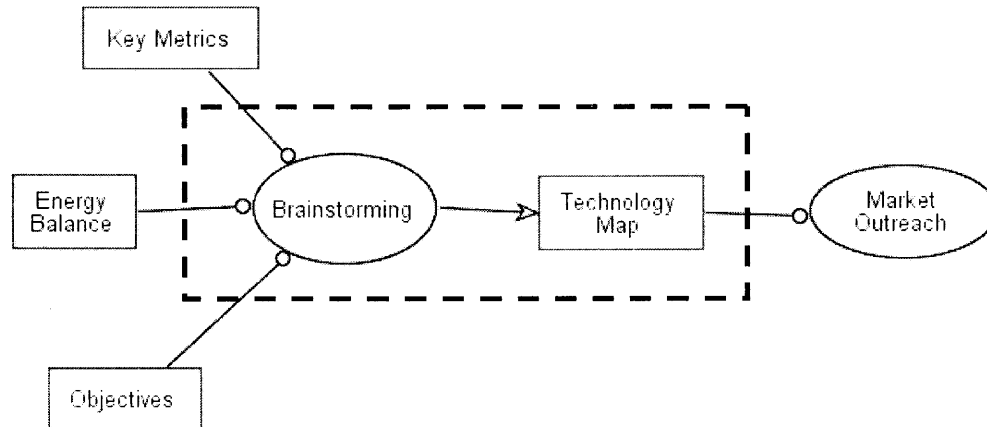 Key Metrics
Energy
Balance
Brainstorming
Technology
Map
Market
Outreach
Objectives